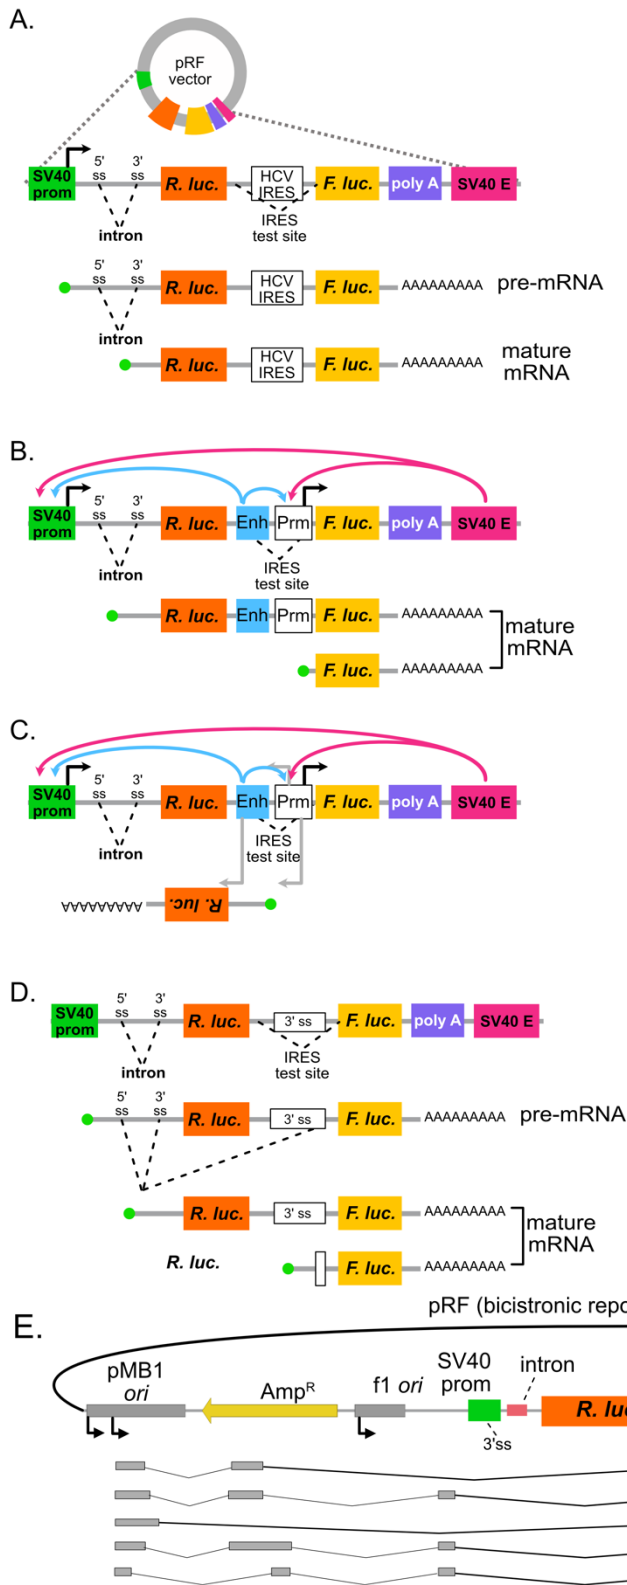 A.
pRF
vector
SV40
prom
5'
ss
3'
ss
intron
R. luc.
HCV
IRES
IRES
test site
F. luc.
poly A
SV40 E
5'
ss
3'
ss
intron
R. luc.
HCV
IRES
F. luc.
AAAAAAAAA
pre-mRNA
R. luc.
HCV
IRES
F. luc.
AAAAAAAAA
mature
mRNA
B.
SV40
prom
5'
ss
3'
ss
intron
R. luc.
Enh
Prm
IRES
test site
F. luc.
poly A
SV40 E
R. luc.
Enh
Prm
F. luc.
AAAAAAAAA
F. luc.
AAAAAAAAA
mature
mRNA
C.
SV40
prom
5'
ss
3'
ss
intron
R. luc.
Enh
Prm
IRES
test site
F. luc.
poly A
SV40 E
AAAAAAAAA
R. luc.
D.
SV40
prom
5'
ss
3'
ss
intron
R. luc.
3' ss
IRES
test site
F. luc.
poly A
SV40 E
5'
ss
3'
ss
R. luc.
3' ss
F. luc.
AAAAAAAAA
pre-mRNA
R. luc.
3' ss
F. luc.
AAAAAAAAA
R. luc.
F. luc.
AAAAAAAAA
mature
mRNA
pRF (bicistronic repo
E.
pMB1
ori
Amp^R
f1 ori
SV40
prom
intron
3'ss
R. luc